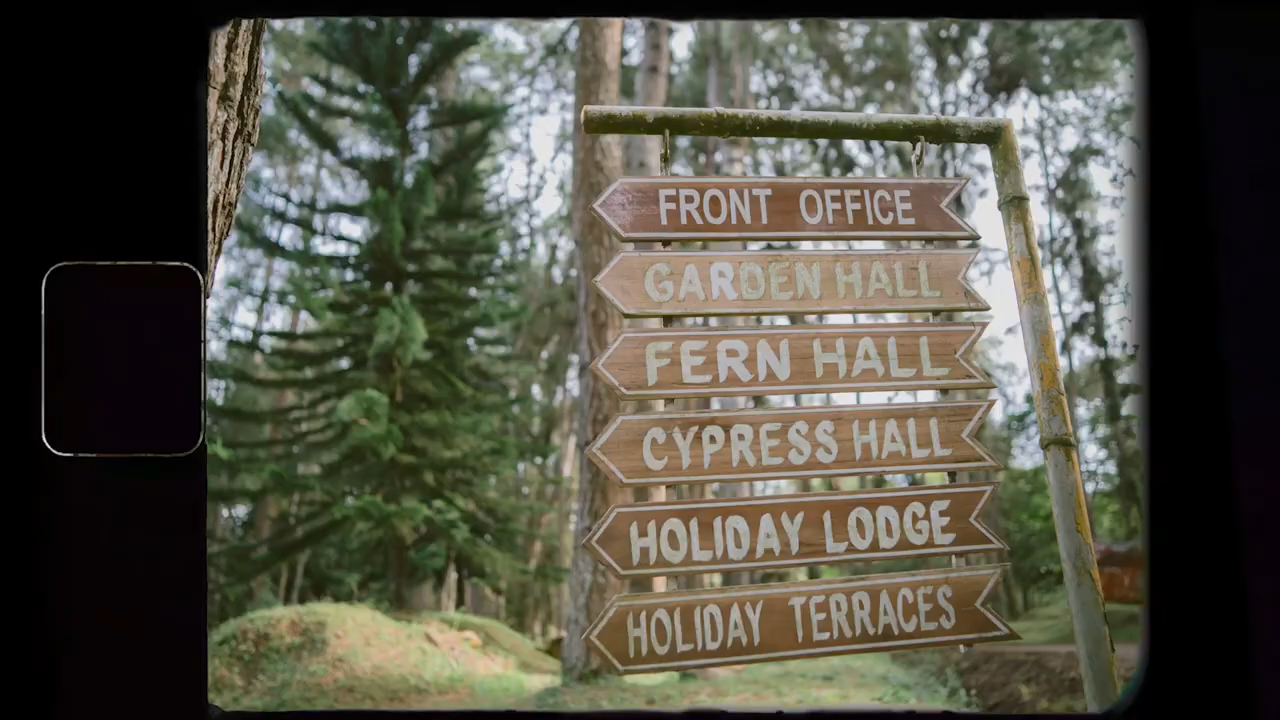 FRONT OFFICE
GARDEN HALL
FERN HALL
CYPRESS HALL
HOLIDAY LODGE
HOLIDAY TERRACES